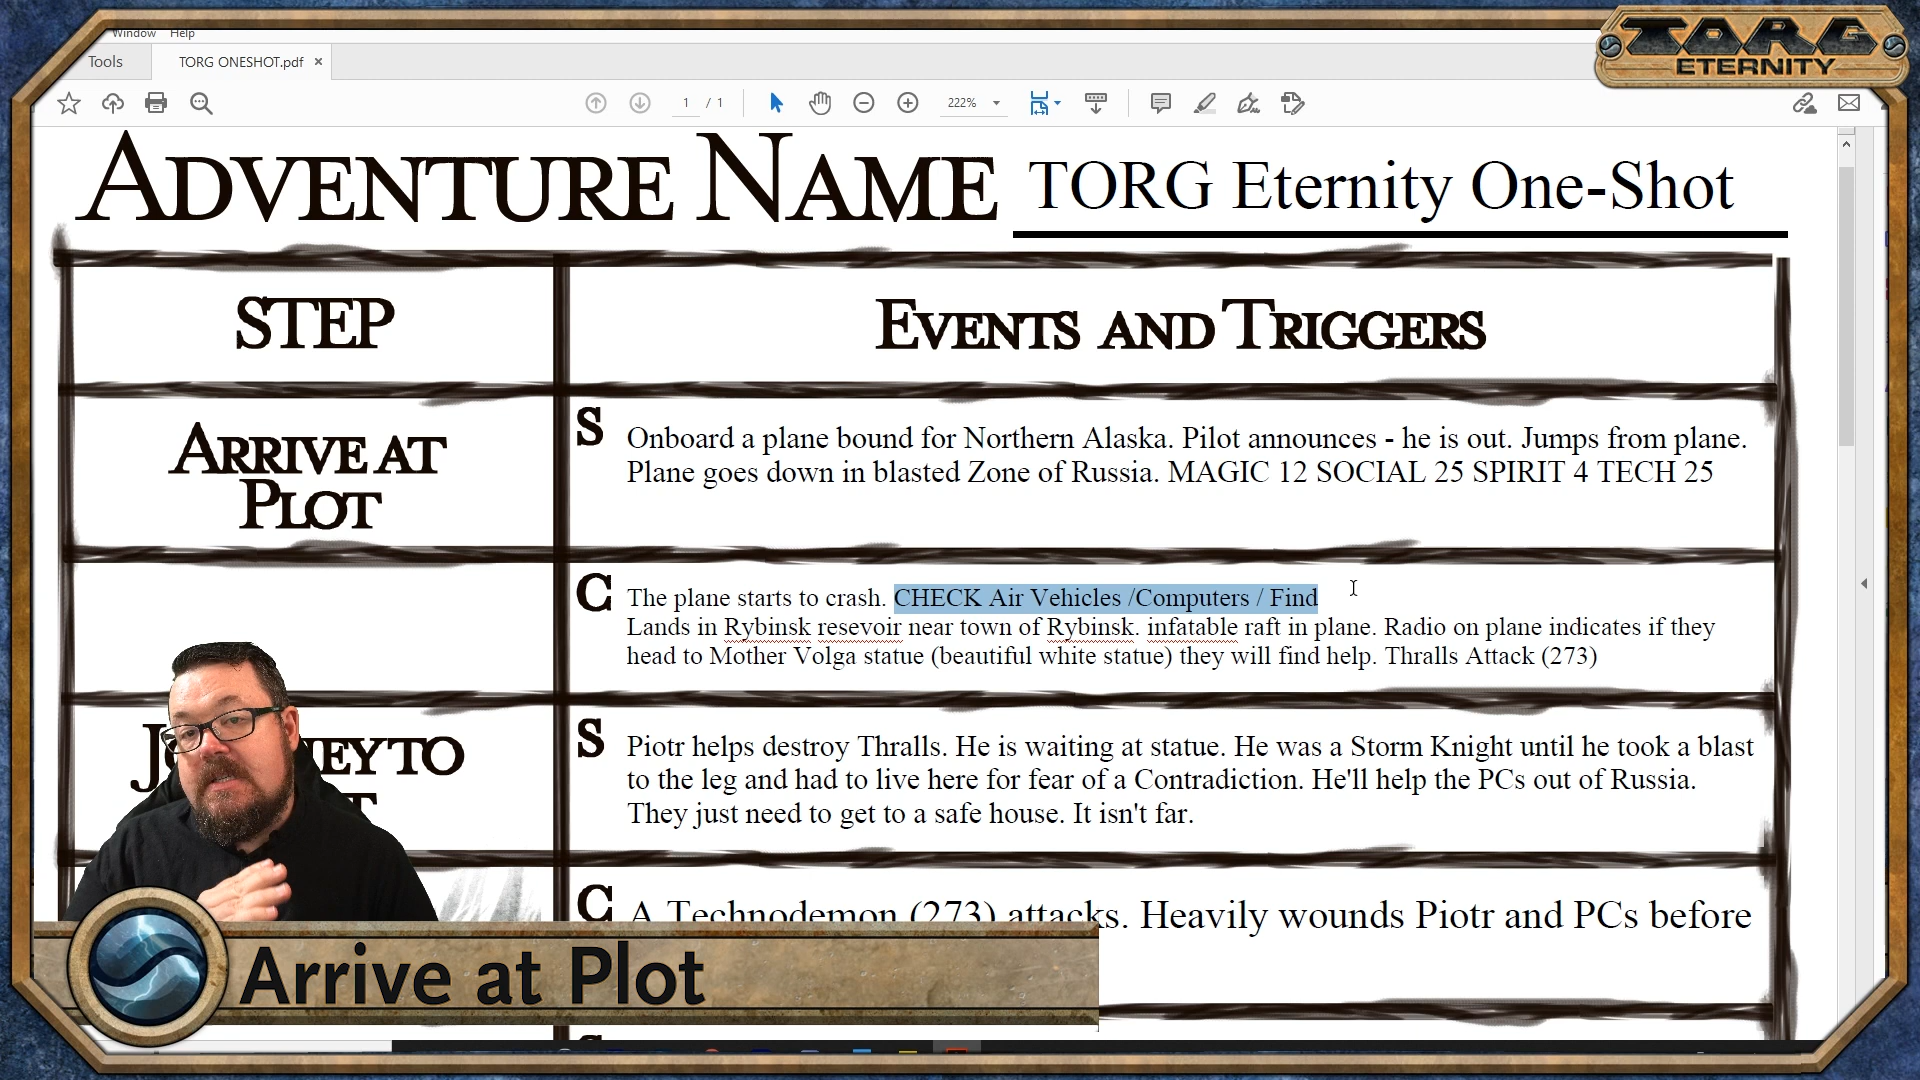 Window Help
TORG ETERNITY
Tools TORG ONESHOT.pdf ×
1 / 1 222%
ADVENTURE NAME TORG Eternity One-Shot
STEP EVENTS AND TRIGGERS
ARRIVE AT
PLOT
S Onboard a plane bound for Northern Alaska. Pilot announces - he is out. Jumps from plane.
Plane goes down in blasted Zone of Russia. MAGIC 12 SOCIAL 25 SPIRIT 4 TECH 25
C The plane starts to crash. CHECK Air Vehicles /Computers / Find
Lands in Rybinsk resevoir near town of Rybinsk. infatable raft in plane. Radio on plane indicates if they
head to Mother Volga statue (beautiful white statue) they will find help. Thralls Attack (273)
TO
S Piotr helps destroy Thralls. He is waiting at statue. He was a Storm Knight until he took a blast
to the leg and had to live here for fear of a Contradiction. He'll help the PCs out of Russia.
They just need to get to a safe house. It isn't far.
C A Technodemon (273) attacks. Heavily wounds Piotr and PCs before
Arrive at Plot